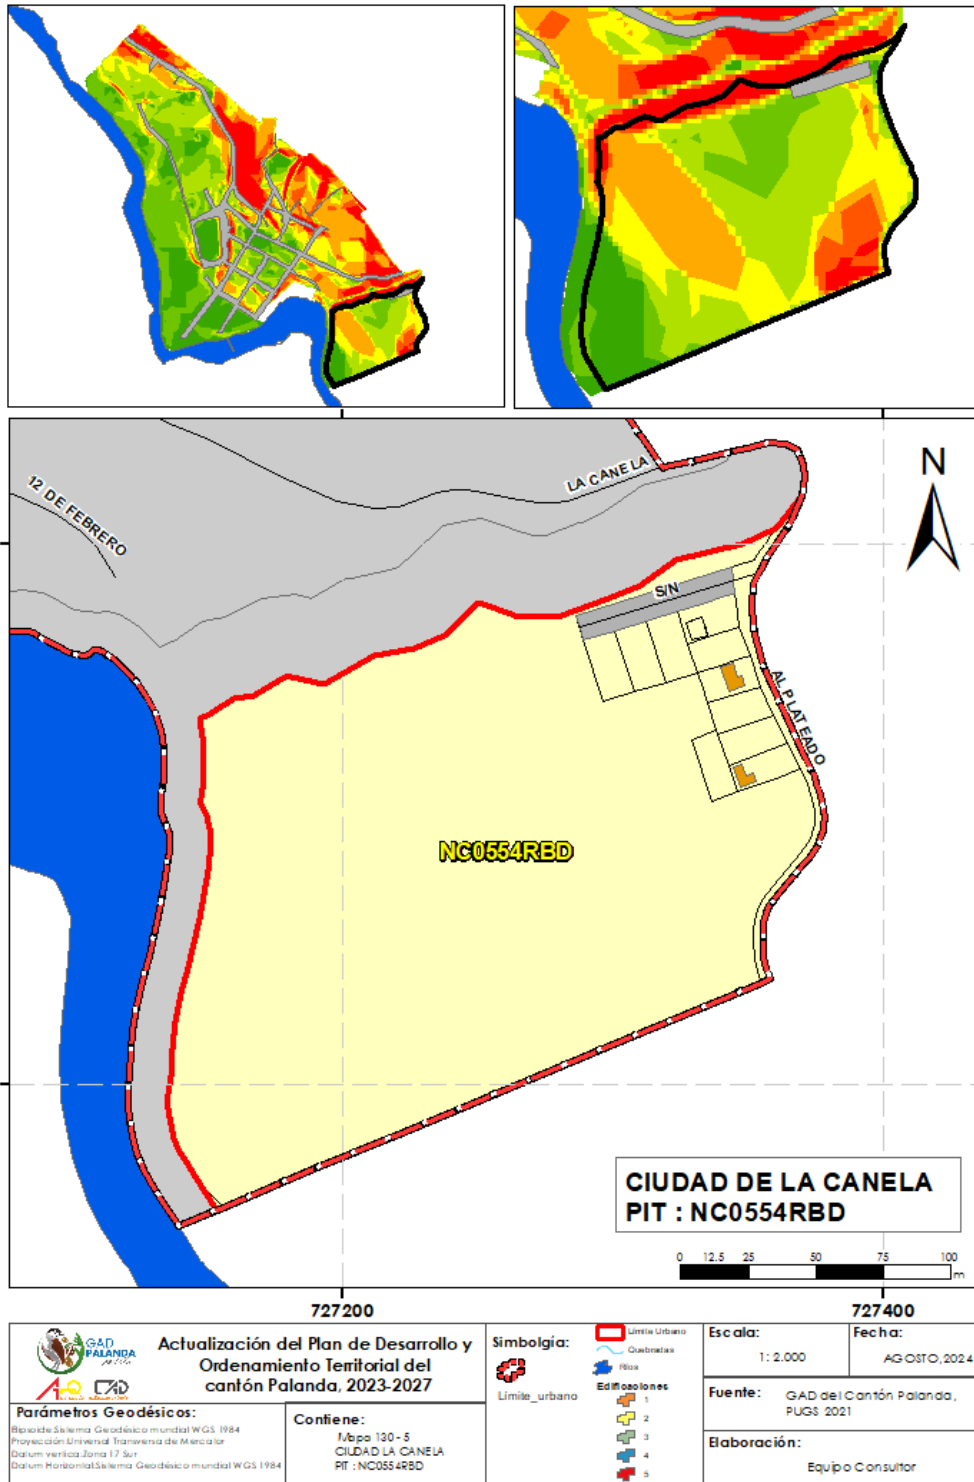 12 DE FEBRERO
LA CANELA
N
S/N
AL PLATEADO
NC0554RBD
CIUDAD DE LA CANELA
PIT : NC0554RBD
0 12.5 25 50 75 100
m
727200 727400
GAD
PALANDA
Actualización del Plan de Desarrollo y
Ordenamiento Territorial del
cantón Palanda, 2023-2027
Parámetros Geodésicos:
Elipsoide:Sistema Geodésico mundial WGS 1984
Proyección:Universal Transversa de Mercator
Datum vertical:Zona 17 Sur
Datum Horizontal:Sistema Geodésico mundial WGS 1984
Contiene:
Mapa 130 - 5
CIUDAD LA CANELA
PIT : NC0554RBD
Simbolgía:
Límite_urbano
Límite Urbano
Quebradas
Ríos
Edificaciones
1
2
3
4
5
Escala:
1: 2.000
Fecha:
AGOSTO,2024
Fuente: GAD del Cantón Palanda,
PUGS 2021
Elaboración:
Equipo Consultor